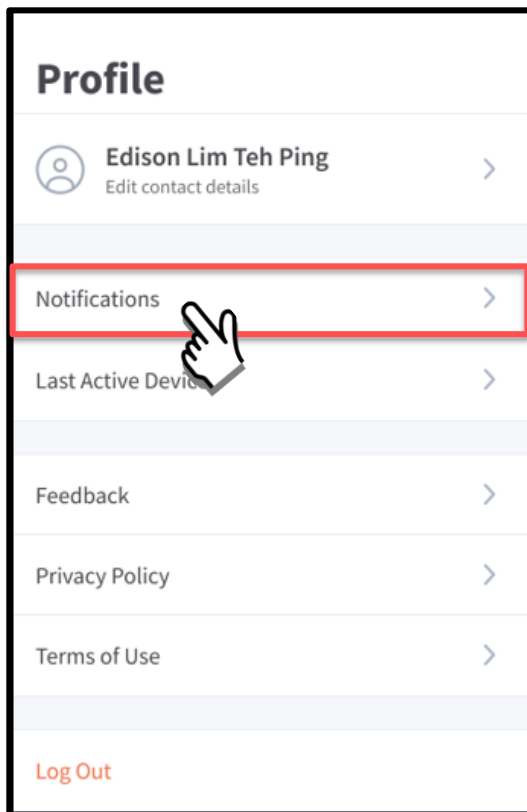 Profile
Edison Lim Teh Ping
Edit contact details
Notifications
Last Active
Feedback
Privacy Policy
Terms of Use
Log Out